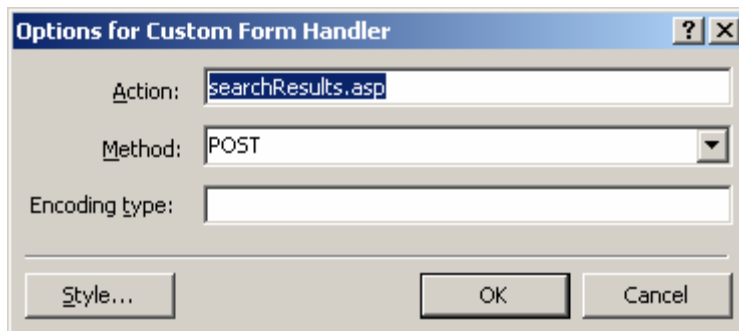 Options for Custom Form Handler
Action: searchResults.asp
Method: POST
Encoding type:
Style... OK Cancel